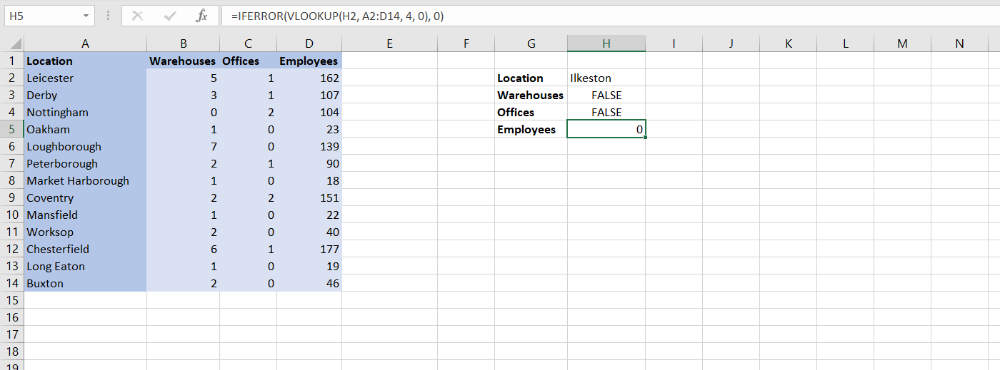 H5 fx =IFERROR(VLOOKUP(H2, A2:D14, 4, 0), 0)
A B C D E F G H I J K L M N
1 Location Warehouses Offices Employees
2 Leicester 5 1 162 Location Ilkeston
3 Derby 3 1 107 Warehouses FALSE
4 Nottingham 0 2 104 Offices FALSE
5 Oakham 1 0 23 Employees 0
6 Loughborough 7 0 139
7 Peterborough 2 1 90
8 Market Harborough 1 0 18
9 Coventry 2 2 151
10 Mansfield 1 0 22
11 Worksop 2 0 40
12 Chesterfield 6 1 177
13 Long Eaton 1 0 19
14 Buxton 2 0 46
15
16
17
18
19